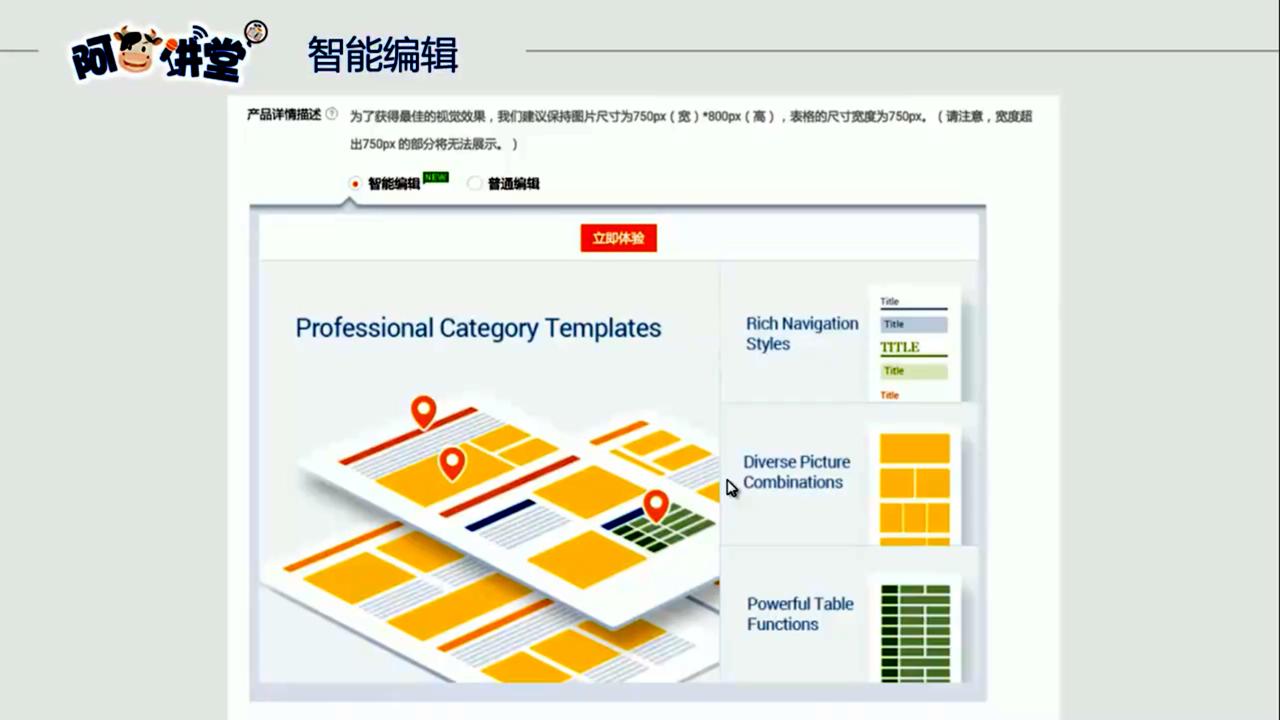 阿牛讲堂
智能编辑
产品详情描述 ? 为了获得最佳的视觉效果，我们建议保持图片尺寸为750px（宽）*800px（高），表格的尺寸宽度为750px。（请注意，宽度超
出750px 的部分将无法展示。）
智能编辑 NEW 普通编辑
立即体验
Professional Category Templates
Rich Navigation
Styles
Title
Title
TITLE
Title
Title
Diverse Picture
Combinations
Powerful Table
Functions